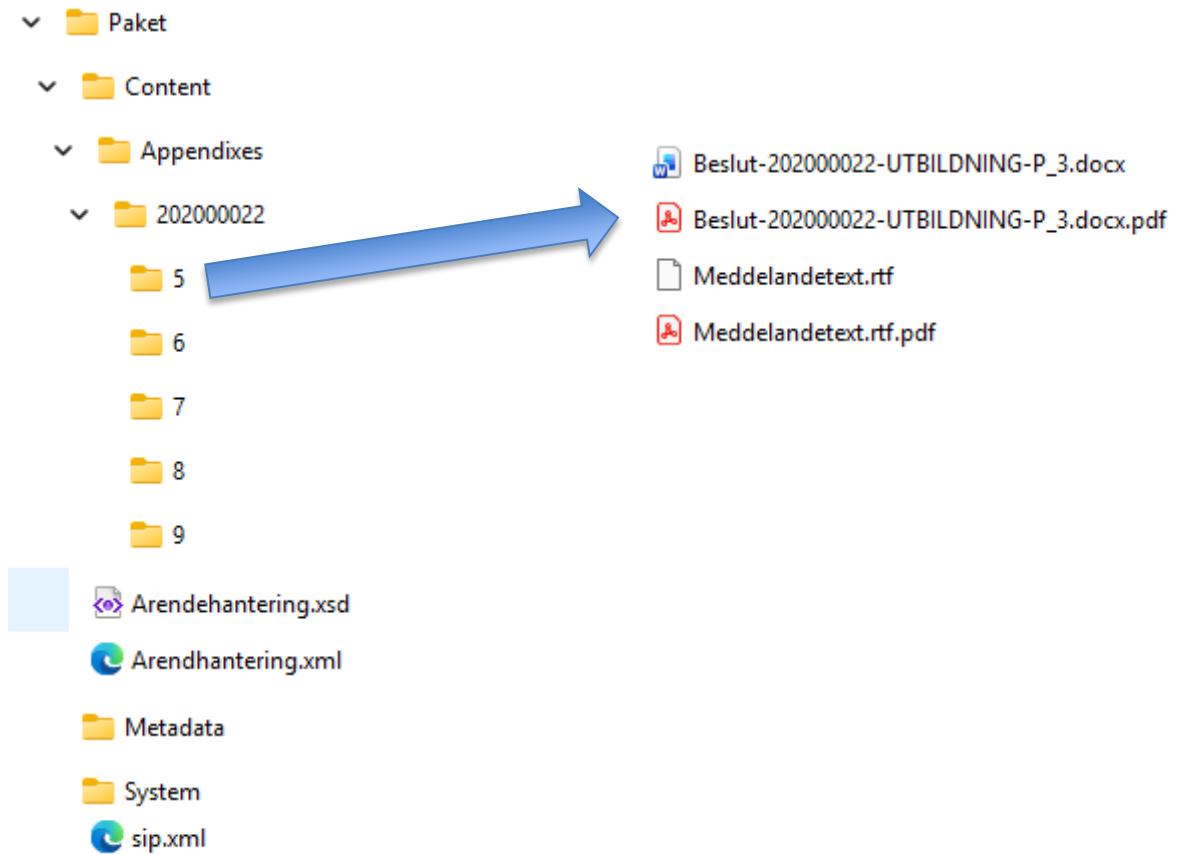 Paket
Content
Appendixes
202000022
5
6
7
8
9
Arendehantering.xsd
Arendhantering.xml
Metadata
System
sip.xml
Beslut-202000022-UTBILDNING-P_3.docx
Beslut-202000022-UTBILDNING-P_3.docx.pdf
Meddelandetext.rtf
Meddelandetext.rtf.pdf